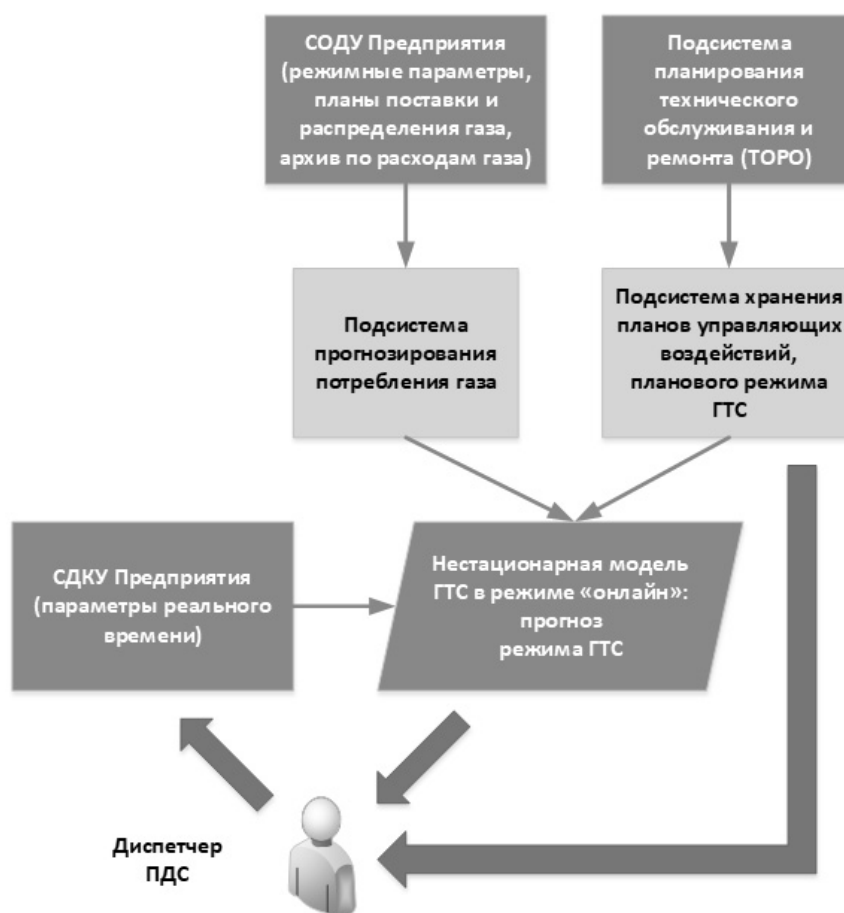 СОДУ Предприятия
(режимные параметры,
планы поставки и
распределения газа,
архив по расходам газа)
Подсистема
планирования
технического
обслуживания и
ремонта (ТОРО)
Подсистема
прогнозирования
потребления газа
Подсистема хранения
планов управляющих
воздействий,
планового режима
ГТС
СДКУ Предприятия
(параметры реального
времени)
Нестационарная модель
ГТС в режиме «онлайн»:
прогноз
режима ГТС
Диспетчер
ПДС